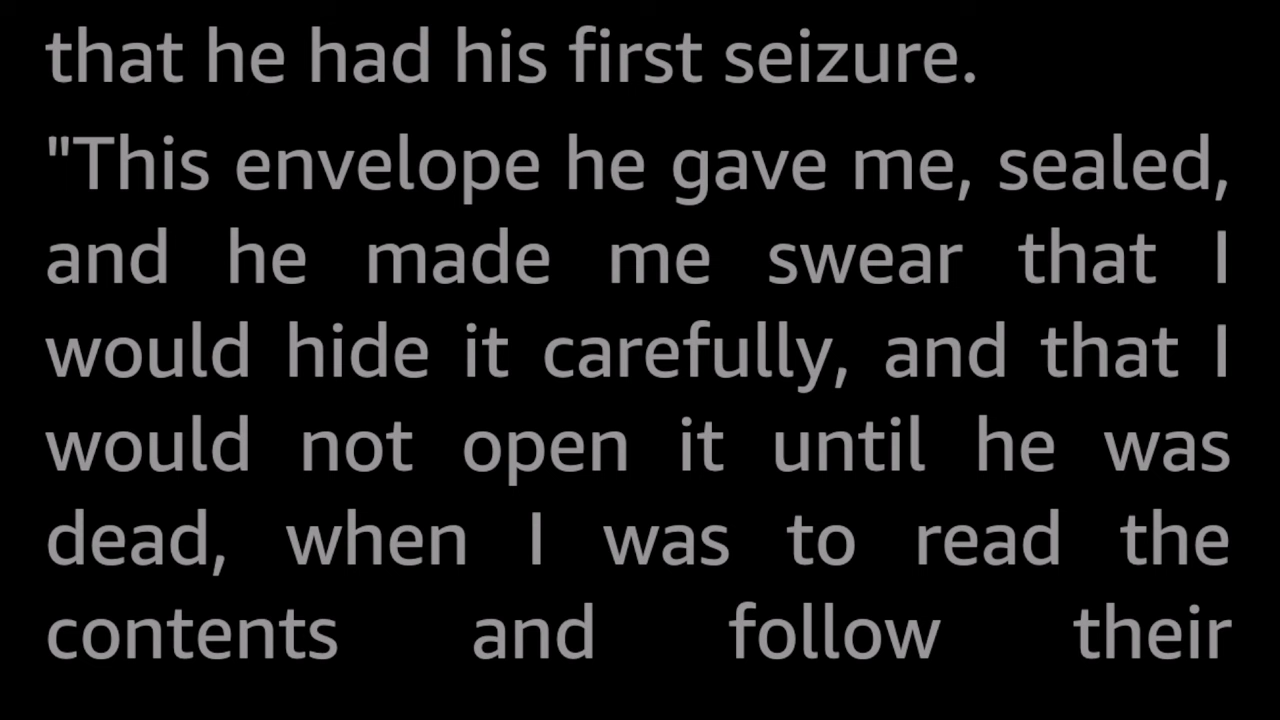 that he had his first seizure.
"This envelope he gave me, sealed,
and he made me swear that I
would hide it carefully, and that I
would not open it until he was
dead, when I was to read the
contents and follow their